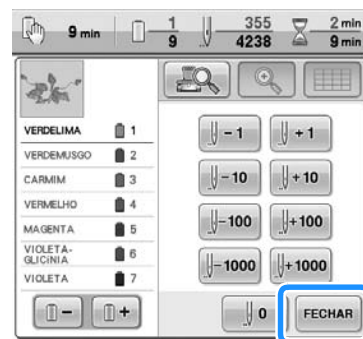 9 min 1 355 2 min
9 4238 9 min
VERDELIMA 1
VERDEMUSGO 2
CARMIM 3
VERMELHO 4
MAGENTA 5
VIOLETA-
GLICíNIA 6
VIOLETA 7
-1 +1
-10 +10
-100 +100
-1000 +1000
- +
0 FECHAR